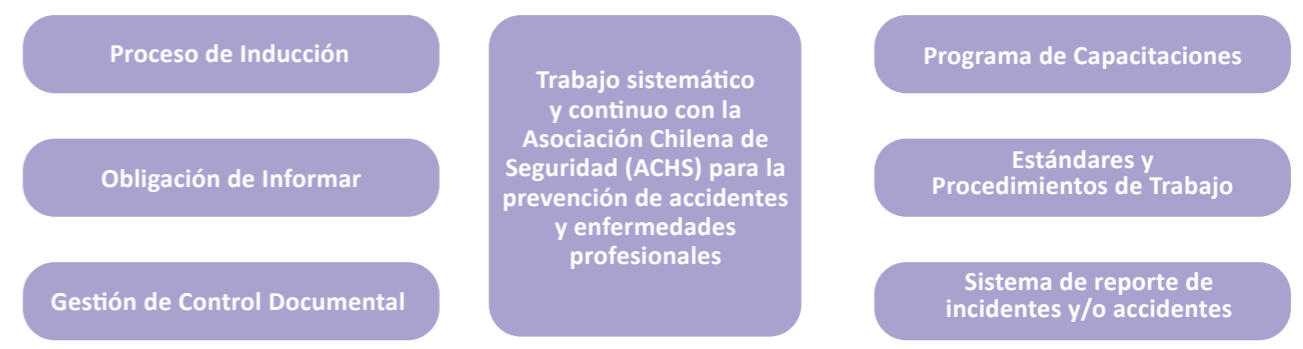 Proceso de Inducción
Obligación de Informar
Gestión de Control Documental
Trabajo sistemático
y continuo con la
Asociación Chilena de
Seguridad (ACHS) para la
prevención de accidentes
y enfermedades
profesionales
Programa de Capacitaciones
Estándares y
Procedimientos de Trabajo
Sistema de reporte de
incidentes y/o accidentes